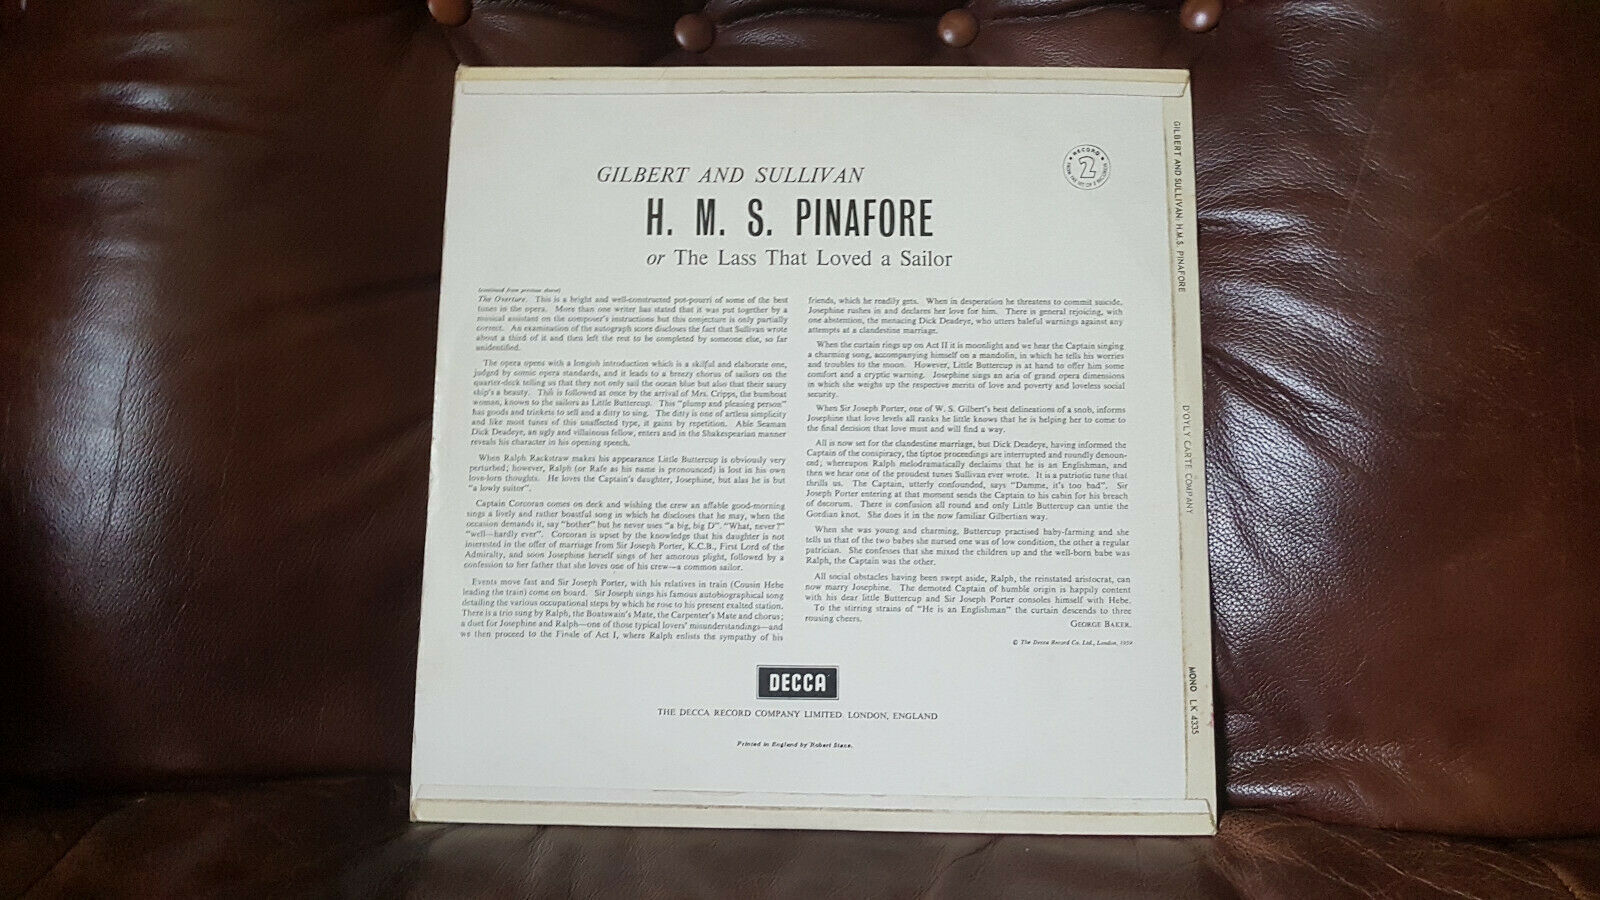 GILBERT AND SULLIVAN
H. M. S. PINAFORE
or The Lass That Loved a Sailor
RECORD
2
FROM THE SET OF 2 RECORDS
(continued from previous sleeve)
The Overture. This is a bright and well-constructed pot-pourri of some of the best
tunes in the opera. More than one writer has stated that it was put together by a
musical assistant on the composer's instructions but this conjecture is only partially
correct. An examination of the autograph score discloses the fact that Sullivan wrote
about a third of it and then left the rest to be completed by someone else, so far
unidentified.
The opera opens with a longish introduction which is a skilful and elaborate one,
judged by comic opera standards, and it leads to a breezy chorus of sailors on the
quarter-deck telling us that they not only sail the ocean blue but also that their saucy
ship's a beauty. This is followed at once by the arrival of Mrs. Cripps, the bumboat
woman, known to the sailors as Little Buttercup. This "plump and pleasing person"
has goods and trinkets to sell and a ditty to sing. The ditty is one of artless simplicity
and like most tunes of this unaffected type, it gains by repetition. Able Seaman
Dick Deadeye, an ugly and villainous fellow, enters and in the Shakespearian manner
reveals his character in his opening speech.
When Ralph Rackstraw makes his appearance Little Buttercup is obviously very
perturbed; however, Ralph (or Rafe as his name is pronounced) is lost in his own
love-lorn thoughts. He loves the Captain's daughter, Josephine, but alas he is but
"a lowly suitor".
Captain Corcoran comes on deck and wishing the crew an affable good-morning
sings a lively and rather boastful song in which he discloses that he may, when the
occasion demands it, say "bother" but he never uses "a big, big D". "What, never?"
"well—hardly ever". Corcoran is upset by the knowledge that his daughter is not
interested in the offer of marriage from Sir Joseph Porter, K.C.B., First Lord of the
Admiralty, and soon Josephine herself sings of her amorous plight, followed by a
confession to her father that she loves one of his crew—a common sailor.
Events move fast and Sir Joseph Porter, with his relatives in train (Cousin Hebe
leading the train) come on board. Sir Joseph sings his famous autobiographical song
detailing the various occupational steps by which he rose to his present exalted station.
There is a trio sung by Ralph, the Boatswain's Mate, the Carpenter's Mate and chorus;
a duet for Josephine and Ralph—one of those typical lovers' misunderstandings—and
we then proceed to the Finale of Act I, where Ralph enlists the sympathy of his
friends, which he readily gets. When in desperation he threatens to commit suicide,
Josephine rushes in and declares her love for him. There is general rejoicing, with
one abstention, the menacing Dick Deadeye, who utters baleful warnings against any
attempts at a clandestine marriage.
When the curtain rings up on Act II it is moonlight and we hear the Captain singing
a charming song, accompanying himself on a mandolin, in which he tells his worries
and troubles to the moon. However, Little Buttercup is at hand to offer him some
comfort and a cryptic warning. Josephine sings an aria of grand opera dimensions
in which she weighs up the respective merits of love and poverty and loveless social
security.
When Sir Joseph Porter, one of W. S. Gilbert's best delineations of a snob, informs
Josephine that love levels all ranks he little knows that he is helping her to come to
the final decision that love must and will find a way.
All is now set for the clandestine marriage, but Dick Deadeye, having informed the
Captain of the conspiracy, the tiptoe proceedings are interrupted and roundly denoun-
ced; whereupon Ralph melodramatically declaims that he is an Englishman, and
then we hear one of the proudest tunes Sullivan ever wrote. It is a patriotic tune that
thrills us. The Captain, utterly confounded, says "Damme, it's too bad". Sir
Joseph Porter entering at that moment sends the Captain to his cabin for his breach
of decorum. There is confusion all round and only Little Buttercup can untie the
Gordian knot. She does it in the now familiar Gilbertian way.
When she was young and charming, Buttercup practised baby-farming and she
tells us that of the two babes she nursed one was of low condition, the other a regular
patrician. She confesses that she mixed the children up and the well-born babe was
Ralph, the Captain was the other.
All social obstacles having been swept aside, Ralph, the reinstated aristocrat, can
now marry Josephine. The demoted Captain of humble origin is happily content
with his dear little Buttercup and Sir Joseph Porter consoles himself with Hebe.
To the stirring strains of "He is an Englishman" the curtain descends to three
rousing cheers.
GEORGE BAKER.
© The Decca Record Co. Ltd., London, 1959
DECCA
THE DECCA RECORD COMPANY LIMITED. LONDON, ENGLAND
Printed in England by Robert Stace.
GILBERT AND SULLIVAN: H.M.S. PINAFORE
D'OYLY CARTE COMPANY
MONO LK 4335